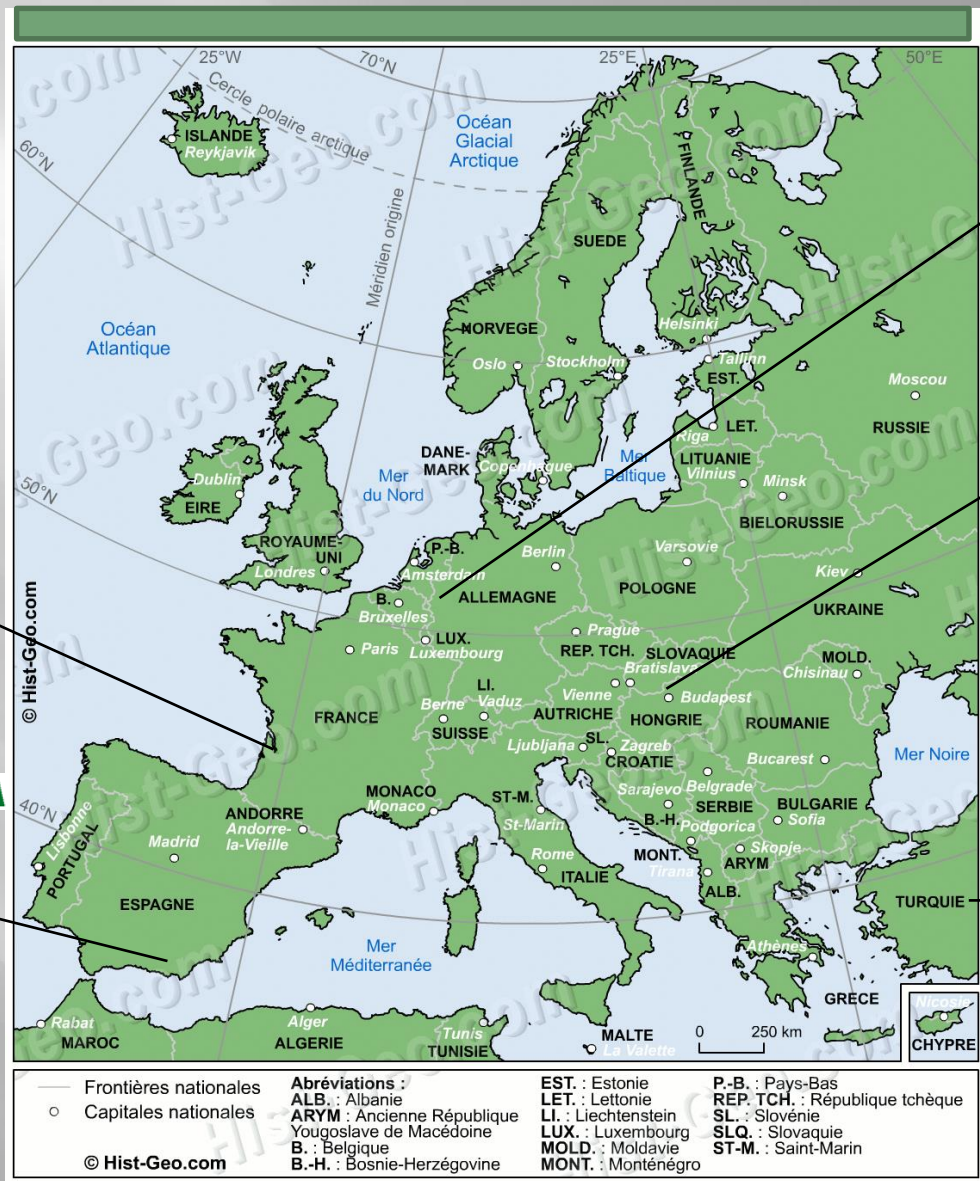 25°W
70°N
25°E
50°E
Cercle polaire arctique
60°N
ISLANDE
Reykjavik
Océan
Glacial
Arctique
FINLANDE
Méridien origine
SUEDE
Océan
Atlantique
NORVEGE
Helsinki
Oslo
Stockholm
Tallinn
EST.
Moscou
RUSSIE
Riga
LET.
DANE-
MARK
Copenhague
Mer
Baltique
LITUANIE
Vilnius
Minsk
Mer
du Nord
Dublin
EIRE
50°N
BIELORUSSIE
ROYAUME-
UNI
Londres
P.-B.
Amsterdam
Berlin
Varsovie
Kiev
B.
Bruxelles
ALLEMAGNE
POLOGNE
UKRAINE
Paris
LUX.
Luxembourg
Prague
REP. TCH.
SLOVAQUIE
Bratislava
MOLD.
Chisinau
© Hist-Geo.com
LI.
Vaduz
Vienne
Budapest
Berne
SUISSE
FRANCE
AUTRICHE
HONGRIE
ROUMANIE
Ljubljana
SL.
Zagreb
CROATIE
Bucarest
Mer Noire
MONACO
Monaco
ST-M.
St-Marin
Sarajevo
Belgrade
SERBIE
BULGARIE
Sofia
B.-H.
Podgorica
40°N
ANDORRE
Andorre-
la-Vieille
Lisbonne
PORTUGAL
Madrid
ESPAGNE
Rome
ITALIE
MONT.
Tirana
Skopje
ARYM
ALB.
TURQUIE
Mer
Méditerranée
Athènes
GRECE
Nicosie
CHYPRE
Rabat
MAROC
Alger
ALGERIE
Tunis
TUNISIE
MALTE
La Valette
0 250 km
Frontières nationales
Capitales nationales
© Hist-Geo.com
Abréviations :
ALB. : Albanie
ARYM : Ancienne République
Yougoslave de Macédoine
B. : Belgique
B.-H. : Bosnie-Herzégovine
EST. : Estonie
LET. : Lettonie
LI. : Liechtenstein
LUX. : Luxembourg
MOLD. : Moldavie
MONT. : Monténégro
P.-B. : Pays-Bas
REP. TCH. : République tchèque
SL. : Slovénie
SLQ. : Slovaquie
ST-M. : Saint-Marin
Hist-Geo.com